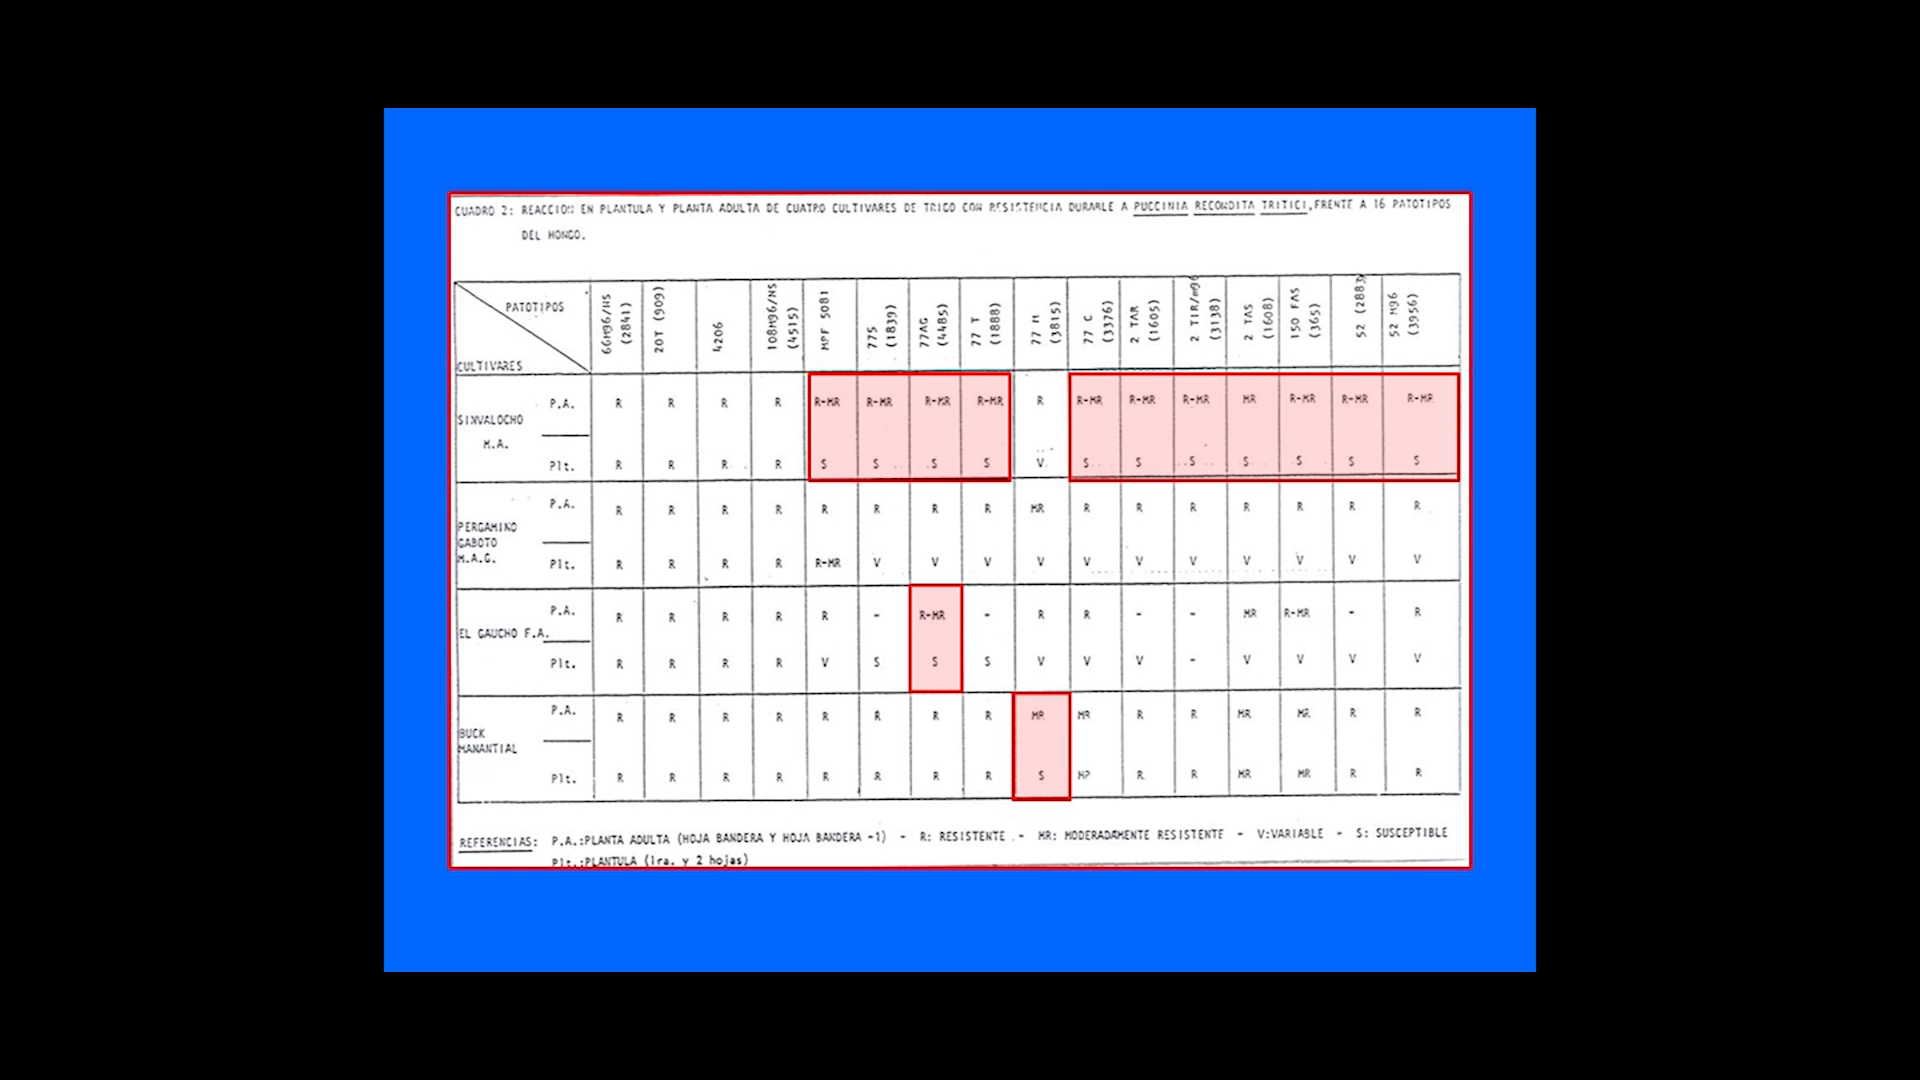 CUADRO 2: REACCION EN PLANTULA Y PLANTA ADULTA DE CUATRO CULTIVARES DE TRIGO CON RESISTENCIA DURABLE A PUCCINIA RECONDITA TRITICI, FRENTE A 16 PATOTIPOS
DEL HONGO.
PATOTIPOS 66M96/NS (2841) 20T (909) 4206 108M96/NS (4515) MPF 5081 77S (1839) 77AG (4485) 77 T (1888) 77 M (3815) 77 C (3376) 2 TAR (1605) 2 TIR/M96 (3138) 2 TAS (1608) 150 FAS (365) 52 (2883) 52 M96 (3956)
CULTIVARES
P.A. R R R R R-MR R-MR R-MR R-MR R R-MR R-MR R-MR MR R-MR R-MR R-MR
SINVALOCHO
M.A.
Plt. R R R R S S S S V S S S S S S S
P.A. R R R R R R R R MR R R R R R R R
PERGAMINO
GABOTO
M.A.G. Plt. R R R R R-MR V V V V V V V V V V V
P.A. R R R R R - R-MR - R R - - MR R-MR - R
EL GAUCHO F.A.
Plt. R R R R V S S S V V V - V V V V
P.A. R R R R R R R R MR MR R R MR MR R R
BUCK
MANANTIAL
Plt. R R R R R R R R S MR R R MR MR R R
REFERENCIAS: P.A.:PLANTA ADULTA (HOJA BANDERA Y HOJA BANDERA -1) - R: RESISTENTE - MR: MODERADAMENTE RESISTENTE - V:VARIABLE - S: SUSCEPTIBLE
Plt.:PLANTULA (1ra. y 2 hojas)